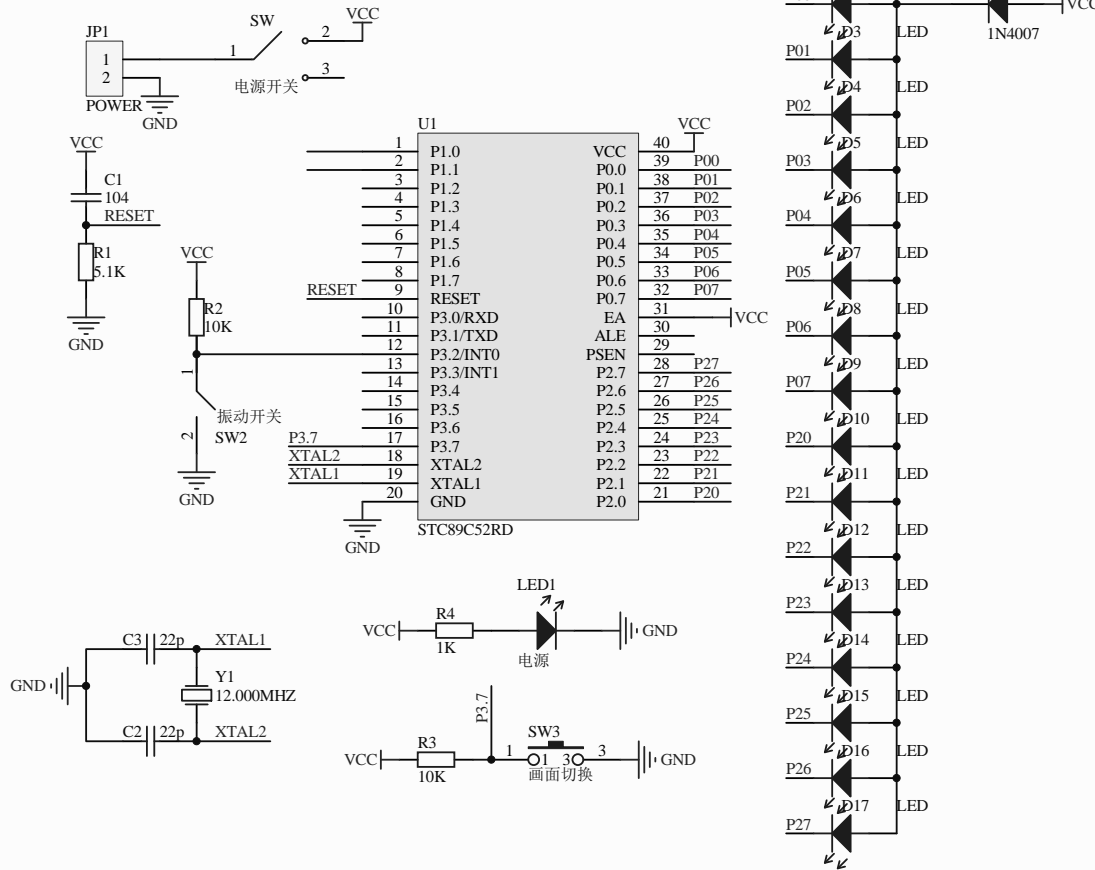 JP1
1
2
POWER
GND
SW
1
2
3
VCC
电源开关
VCC
C1
104
RESET
R1
5.1K
GND
VCC
R2
10K
1
振动开关
2
SW2
GND
U1
VCC
1 P1.0 VCC 40
2 P1.1 P0.0 39 P00
3 P1.2 P0.1 38 P01
4 P1.3 P0.2 37 P02
5 P1.4 P0.3 36 P03
6 P1.5 P0.4 35 P04
7 P1.6 P0.5 34 P05
8 P1.7 P0.6 33 P06
RESET 9 RESET P0.7 32 P07
10 P3.0/RXD EA 31 VCC
11 P3.1/TXD ALE 30
12 P3.2/INT0 PSEN 29
13 P3.3/INT1 P2.7 28 P27
14 P3.4 P2.6 27 P26
15 P3.5 P2.5 26 P25
16 P3.6 P2.4 25 P24
P3.7 17 P3.7 P2.3 24 P23
XTAL2 18 XTAL2 P2.2 23 P22
XTAL1 19 XTAL1 P2.1 22 P21
20 GND P2.0 21 P20
STC89C52RD
GND
C3 22p XTAL1
GND
Y1
12.000MHZ
C2 22p XTAL2
LED1
R4
VCC GND
1K
电源
P3.7
SW3
R3
VCC 1 1 3 3 GND
10K
画面切换
VCC
1N4007
D3 LED
P01
D4 LED
P02
D5 LED
P03
D6 LED
P04
D7 LED
P05
D8 LED
P06
D9 LED
P07
D10 LED
P20
D11 LED
P21
D12 LED
P22
D13 LED
P23
D14 LED
P24
D15 LED
P25
D16 LED
P26
D17 LED
P27